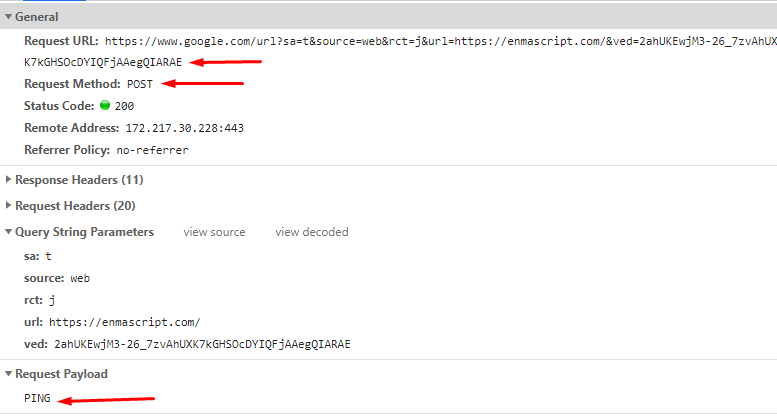 General
Request URL: https://www.google.com/url?sa=t&source=web&rct=j&url=https://enmascript.com/&ved=2ahUKEwjM3-26_7zvAhUX
K7kGHSOcDYIQFjAAegQIARAE
Request Method: POST
Status Code: 200
Remote Address: 172.217.30.228:443
Referrer Policy: no-referrer
Response Headers (11)
Request Headers (20)
Query String Parameters view source view decoded
sa: t
source: web
rct: j
url: https://enmascript.com/
ved: 2ahUKEwjM3-26_7zvAhUXK7kGHSOcDYIQFjAAegQIARAE
Request Payload
PING